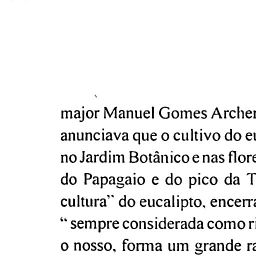 major Manuel Gomes Archer
anunciava que o cultivo do eu
no Jardim Botânico e nas flore
do Papagaio e do pico da T
cultura" do eucalipto, encerra
“ sempre considerada como ri
o nosso, forma um grande ra